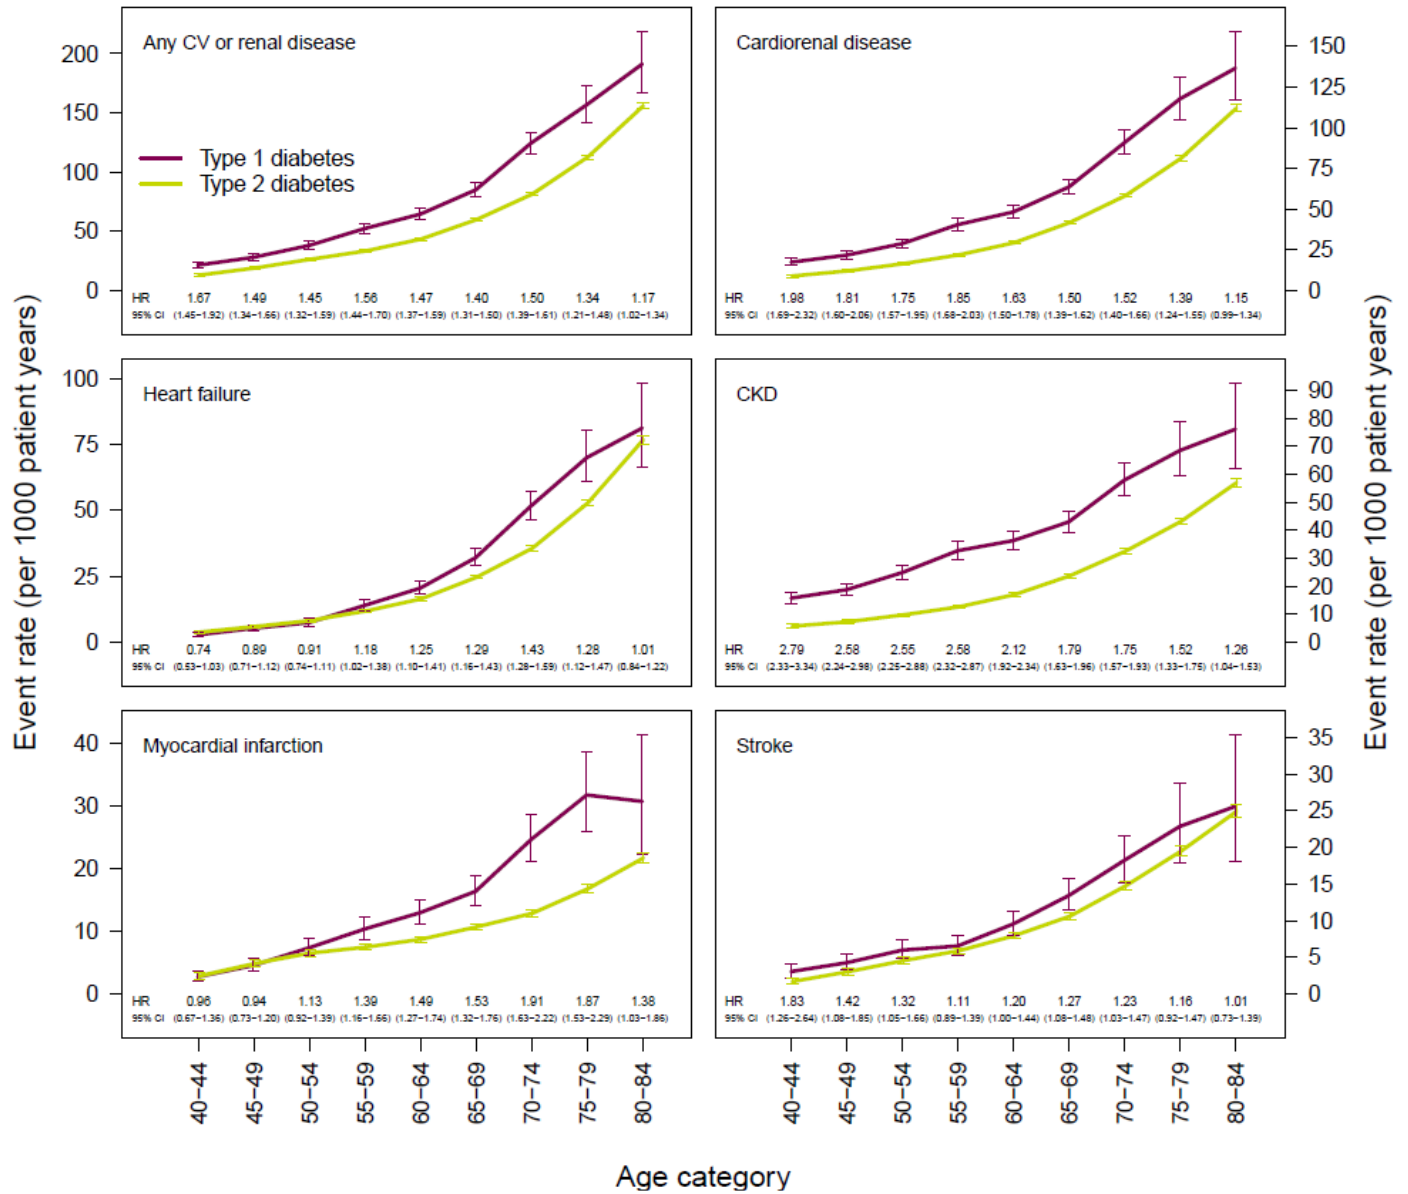 Any CV or renal disease
200
150
100
50
0
Type 1 diabetes
Type 2 diabetes
HR 1.67 1.49 1.45 1.56 1.47 1.40 1.50 1.34 1.17
95% CI (1.45–1.92) (1.34–1.66) (1.32–1.59) (1.44–1.70) (1.37–1.59) (1.31–1.50) (1.39–1.61) (1.21–1.48) (1.02–1.34)
Cardiorenal disease
150
125
100
75
50
25
0
HR 1.98 1.81 1.75 1.85 1.63 1.50 1.52 1.39 1.15
95% CI (1.69–2.32) (1.60–2.06) (1.57–1.95) (1.68–2.03) (1.50–1.78) (1.39–1.62) (1.40–1.66) (1.24–1.55) (0.99–1.34)
Event rate (per 1000 patient years)
Heart failure
100
75
50
25
0
HR 0.74 0.89 0.91 1.18 1.25 1.29 1.43 1.28 1.01
95% CI (0.53–1.03) (0.71–1.12) (0.74–1.11) (1.02–1.38) (1.10–1.41) (1.16–1.43) (1.28–1.59) (1.12–1.47) (0.84–1.22)
CKD
90
80
70
60
50
40
30
20
10
0
HR 2.79 2.58 2.55 2.58 2.12 1.79 1.75 1.52 1.26
95% CI (2.33–3.34) (2.24–2.98) (2.25–2.88) (2.32–2.87) (1.92–2.34) (1.63–1.96) (1.57–1.93) (1.33–1.75) (1.04–1.53)
Event rate (per 1000 patient years)
Myocardial infarction
40
30
20
10
0
HR 0.96 0.94 1.13 1.39 1.49 1.53 1.91 1.87 1.38
95% CI (0.67–1.36) (0.73–1.20) (0.92–1.39) (1.16–1.66) (1.27–1.74) (1.32–1.76) (1.63–2.22) (1.53–2.29) (1.03–1.86)
Stroke
35
30
25
20
15
10
5
0
HR 1.83 1.42 1.32 1.11 1.20 1.27 1.23 1.16 1.01
95% CI (1.26–2.64) (1.08–1.85) (1.05–1.66) (0.89–1.39) (1.00–1.44) (1.08–1.48) (1.03–1.47) (0.92–1.47) (0.73–1.39)
40–44
45–49
50–54
55–59
60–64
65–69
70–74
75–79
80–84
40–44
45–49
50–54
55–59
60–64
65–69
70–74
75–79
80–84
Age category